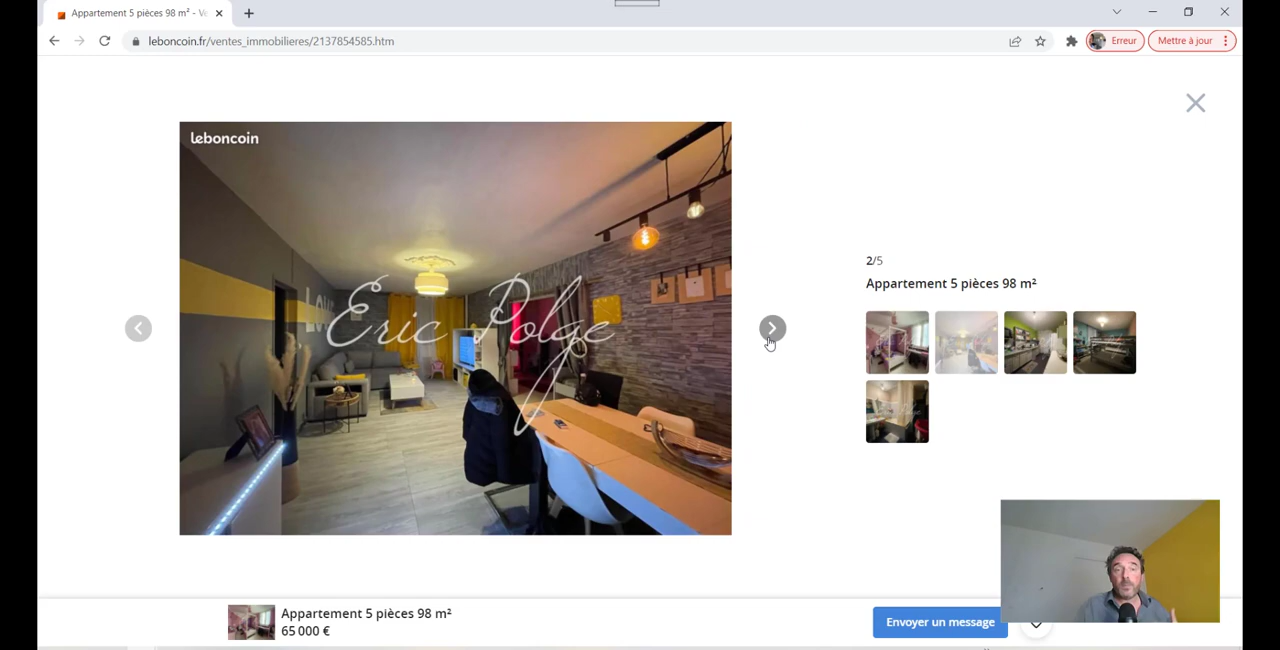 Appartement 5 pièces 98 m² - Ve
leboncoin.fr/ventes_immobilieres/2137854585.htm
Erreur
Mettre à jour
leboncoin
Eric Polge
2/5
Appartement 5 pièces 98 m²
Appartement 5 pièces 98 m²
65 000 €
Envoyer un message